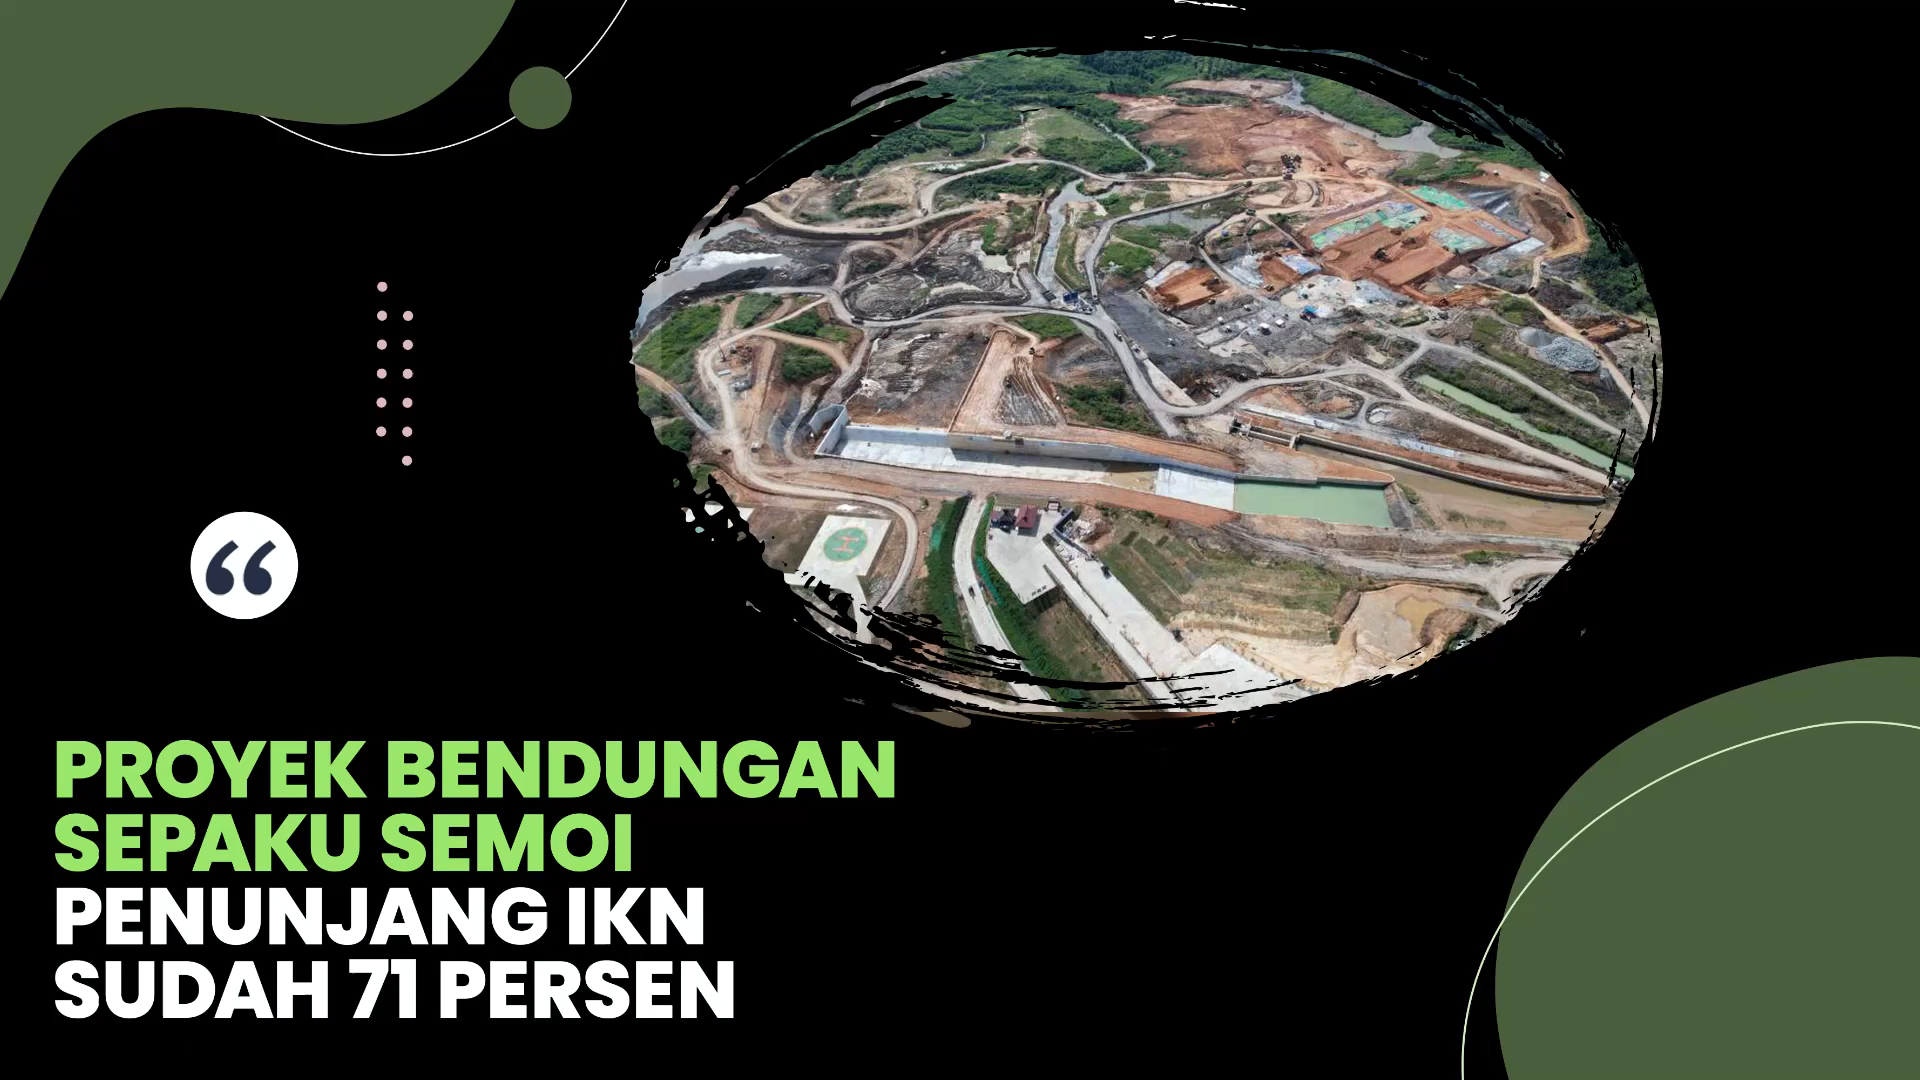 “
PROYEK BENDUNGAN
SEPAKU SEMOI
PENUNJANG IKN
SUDAH 71 PERSEN
H